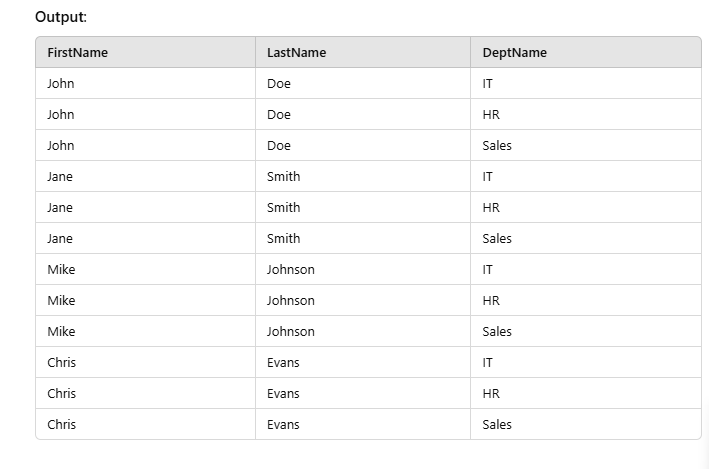 Output:
FirstName LastName DeptName
John Doe IT
John Doe HR
John Doe Sales
Jane Smith IT
Jane Smith HR
Jane Smith Sales
Mike Johnson IT
Mike Johnson HR
Mike Johnson Sales
Chris Evans IT
Chris Evans HR
Chris Evans Sales